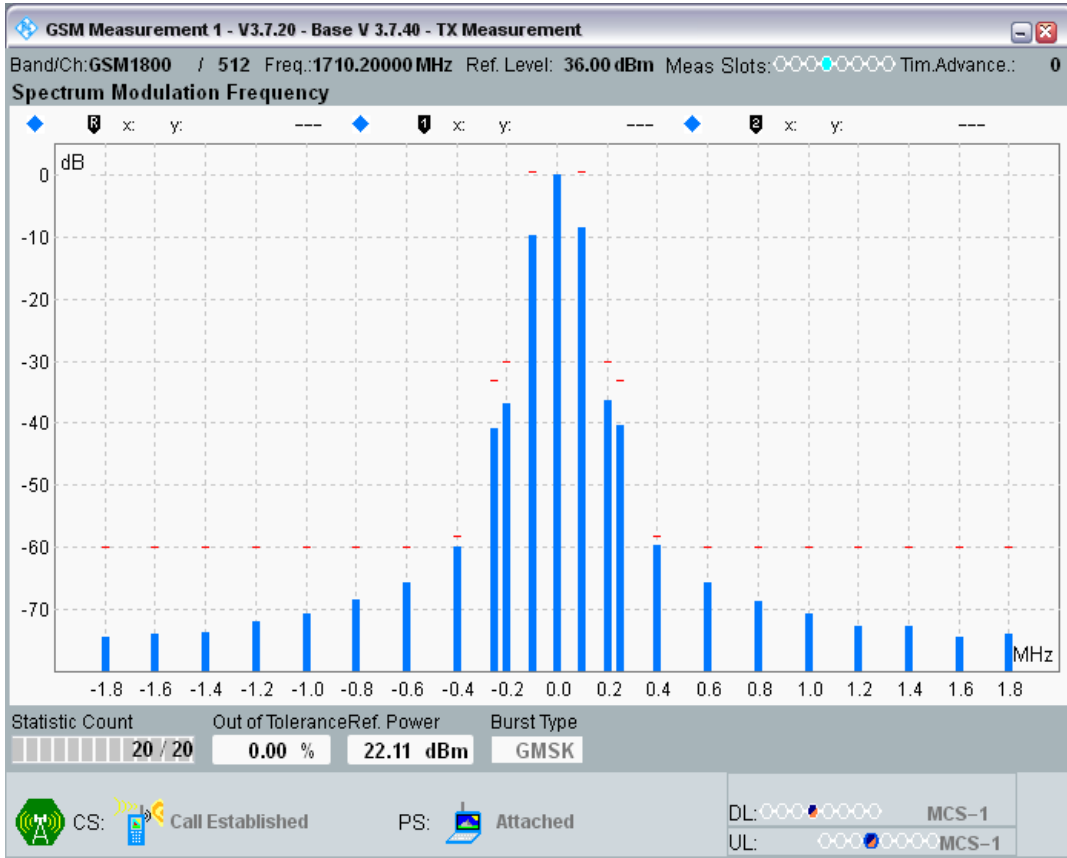 GSM Measurement 1 - V3.7.20 - Base V 3.7.40 - TX Measurement
Band/Ch:GSM1800 / 512 Freq.:1710.20000 MHz Ref. Level: 36.00 dBm Meas Slots: Tim.Advance.: 0
Spectrum Modulation Frequency
R x: y: --- 1 x: y: --- 2 x: y: ---
dB
0
-10
-20
-30
-40
-50
-60
-70
MHz
-1.8 -1.6 -1.4 -1.2 -1.0 -0.8 -0.6 -0.4 -0.2 0.0 0.2 0.4 0.6 0.8 1.0 1.2 1.4 1.6 1.8
Statistic Count Out of Tolerance Ref. Power Burst Type
20 / 20 0.00 % 22.11 dBm GMSK
CS: Call Established PS: Attached
DL: MCS-1
UL: MCS-1